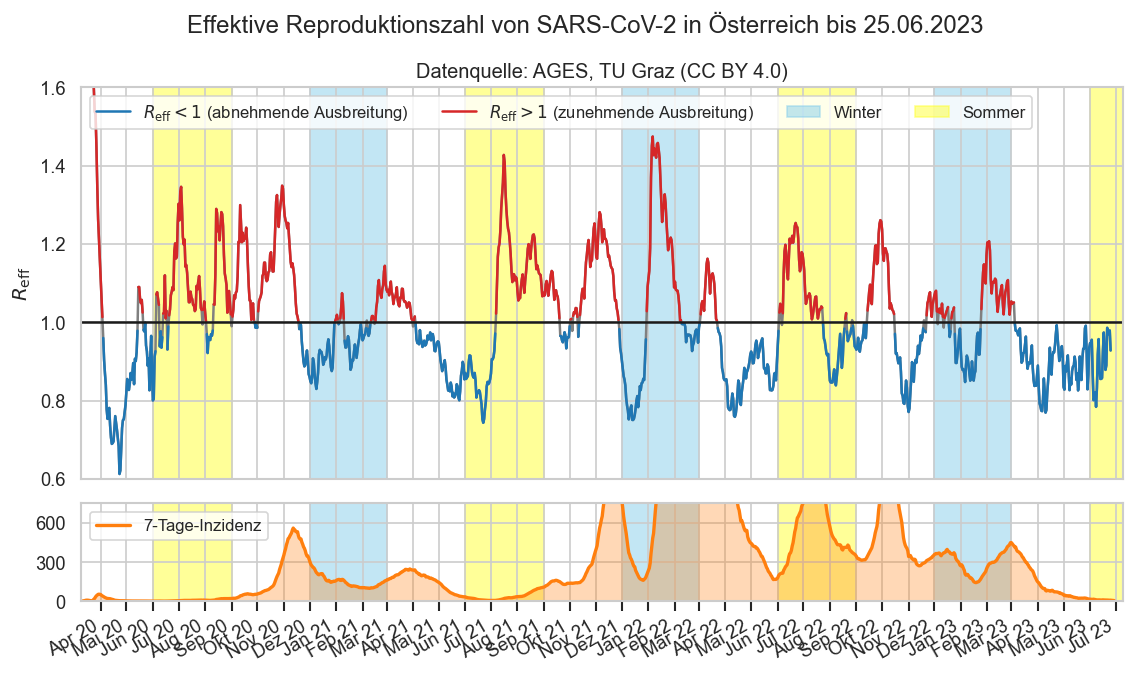 Effektive Reproduktionszahl von SARS-CoV-2 in Österreich bis 25.06.2023
Datenquelle: AGES, TU Graz (CC BY 4.0)
R_eff < 1 (abnehmende Ausbreitung) R_eff > 1 (zunehmende Ausbreitung) Winter Sommer
1.6
1.4
1.2
1.0
0.8
0.6
R_eff
7-Tage-Inzidenz
600
300
0
Apr 20 Mai 20 Jun 20 Jul 20 Aug 20 Sep 20 Okt 20 Nov 20 Dez 20 Jan 21 Feb 21 Mar 21 Apr 21 Mai 21 Jun 21 Jul 21 Aug 21 Sep 21 Okt 21 Nov 21 Dez 21 Jan 22 Feb 22 Mar 22 Apr 22 Mai 22 Jun 22 Jul 22 Aug 22 Sep 22 Okt 22 Nov 22 Dez 22 Jan 23 Feb 23 Mar 23 Apr 23 Mai 23 Jun 23 Jul 23